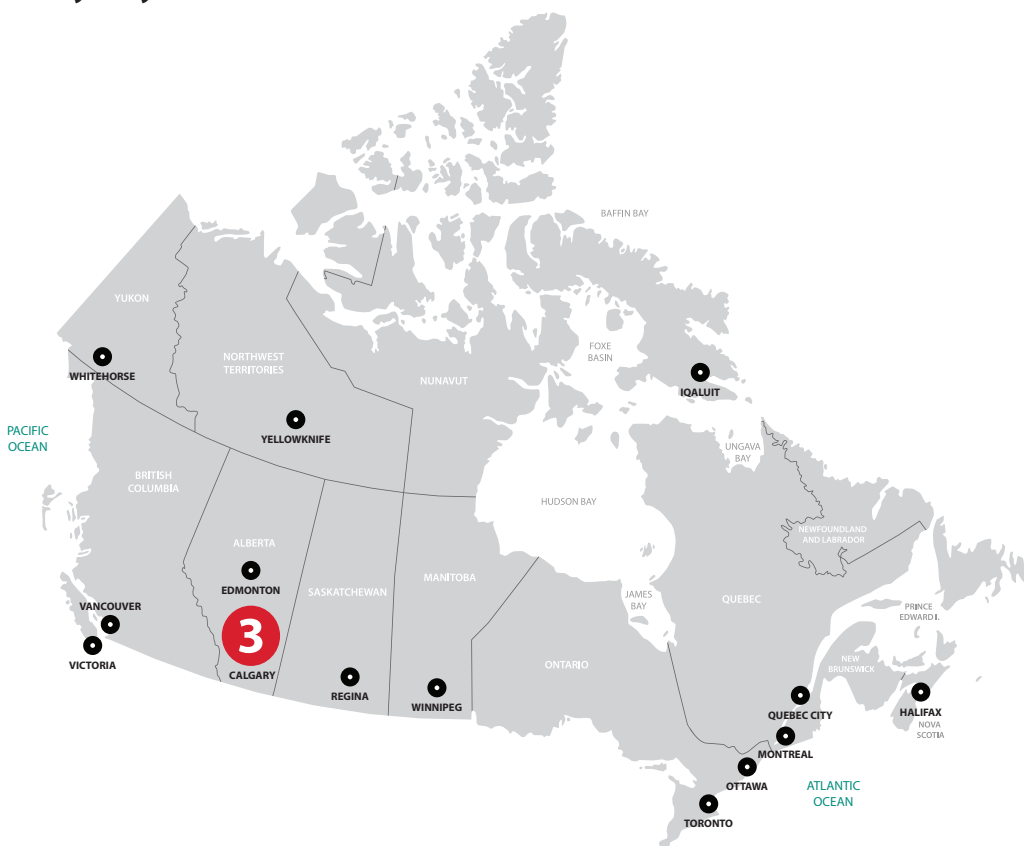 BAFFIN BAY
YUKON
FOXE
BASIN
NORTHWEST
TERRITORIES
WHITEHORSE
NUNAVUT
IQALUIT
PACIFIC
OCEAN
YELLOWKNIFE
UNGAVA
BAY
BRITISH
COLUMBIA
HUDSON BAY
NEWFOUNDLAND
AND LABRADOR
ALBERTA
EDMONTON
SASKATCHEWAN
MANITOBA
JAMES
BAY
QUEBEC
VANCOUVER
PRINCE
EDWARD I.
3
VICTORIA
CALGARY
ONTARIO
NEW
BRUNSWICK
REGINA
WINNIPEG
QUEBEC CITY
HALIFAX
NOVA
SCOTIA
MONTREAL
OTTAWA
ATLANTIC
OCEAN
TORONTO